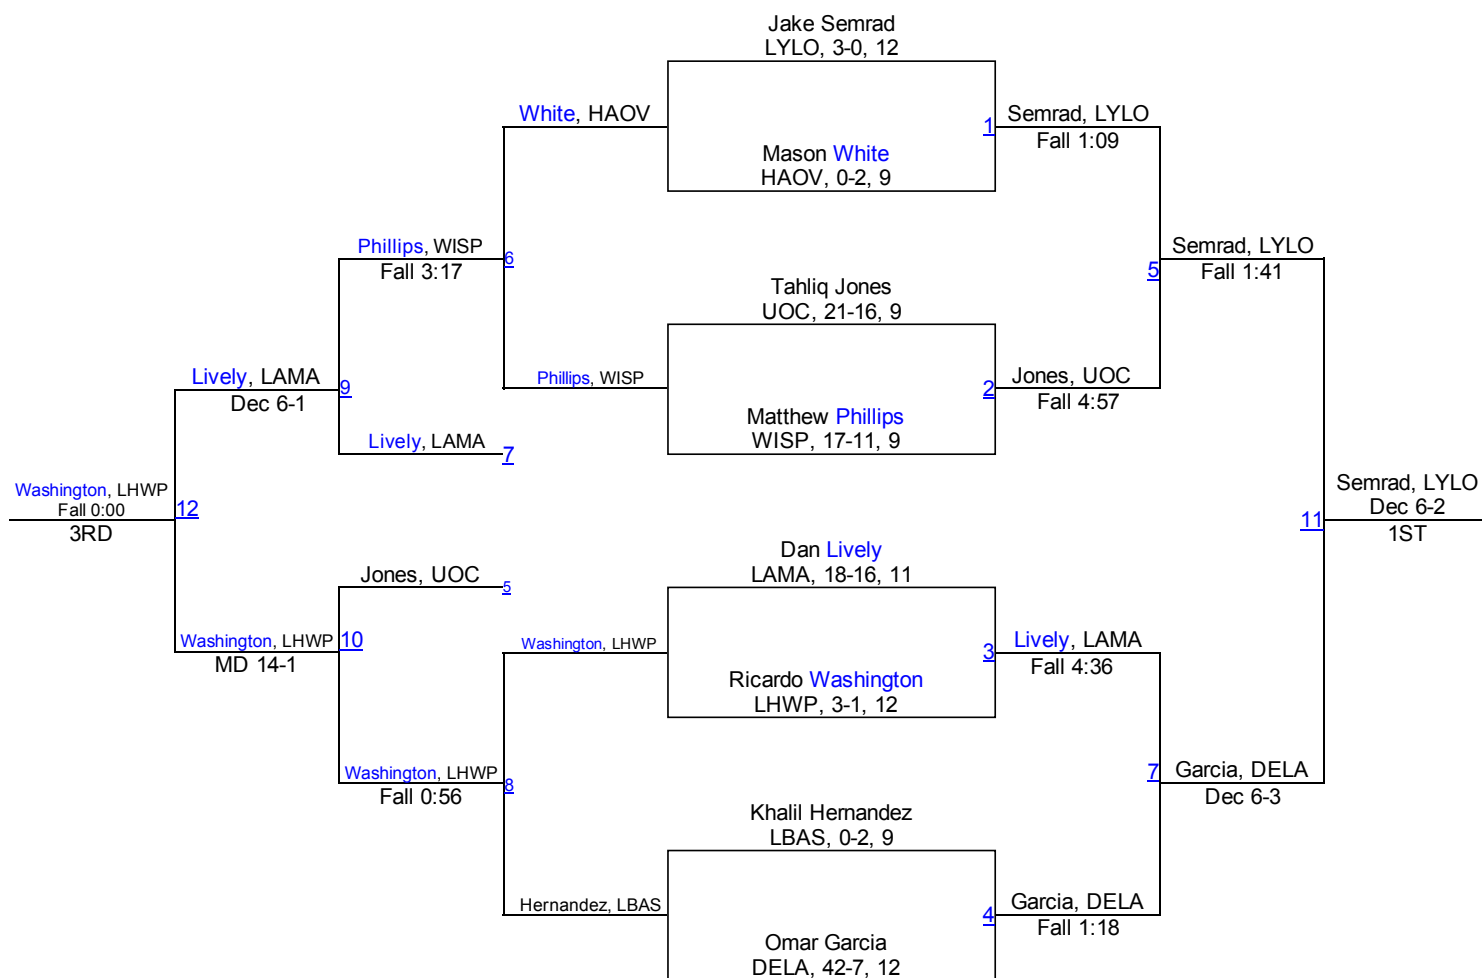 Jake Semrad
LYLO, 3-0, 12
White, HAOV
1
Semrad, LYLO
Fall 1:09
Mason White
HAOV, 0-2, 9
Phillips, WISP
Fall 3:17
6
Semrad, LYLO
Fall 1:41
5
Tahliq Jones
UOC, 21-16, 9
Lively, LAMA
Dec 6-1
9
Phillips, WISP
2
Jones, UOC
Fall 4:57
Matthew Phillips
WISP, 17-11, 9
Lively, LAMA
7
Washington, LHWP
Fall 0:00
3RD
12
Semrad, LYLO
Dec 6-2
1ST
11
Dan Lively
LAMA, 18-16, 11
Jones, UOC
5
Washington, LHWP
MD 14-1
10
Washington, LHWP
3
Lively, LAMA
Fall 4:36
Ricardo Washington
LHWP, 3-1, 12
Washington, LHWP
Fall 0:56
8
7
Garcia, DELA
Dec 6-3
Khalil Hernandez
LBAS, 0-2, 9
Hernandez, LBAS
4
Garcia, DELA
Fall 1:18
Omar Garcia
DELA, 42-7, 12